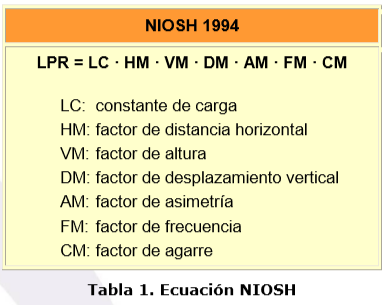 NIOSH 1994
LPR = LC · HM · VM · DM · AM · FM · CM
LC: constante de carga
HM: factor de distancia horizontal
VM: factor de altura
DM: factor de desplazamiento vertical
AM: factor de asimetría
FM: factor de frecuencia
CM: factor de agarre
Tabla 1. Ecuación NIOSH